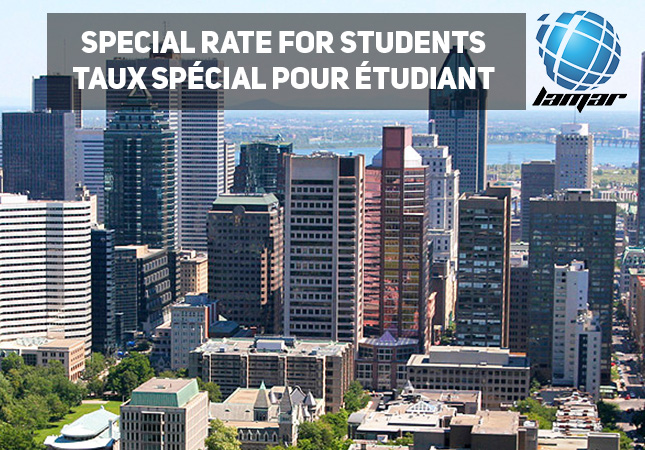 SPECIAL RATE FOR STUDENTS
TAUX SPÉCIAL POUR ÉTUDIANT
lamar